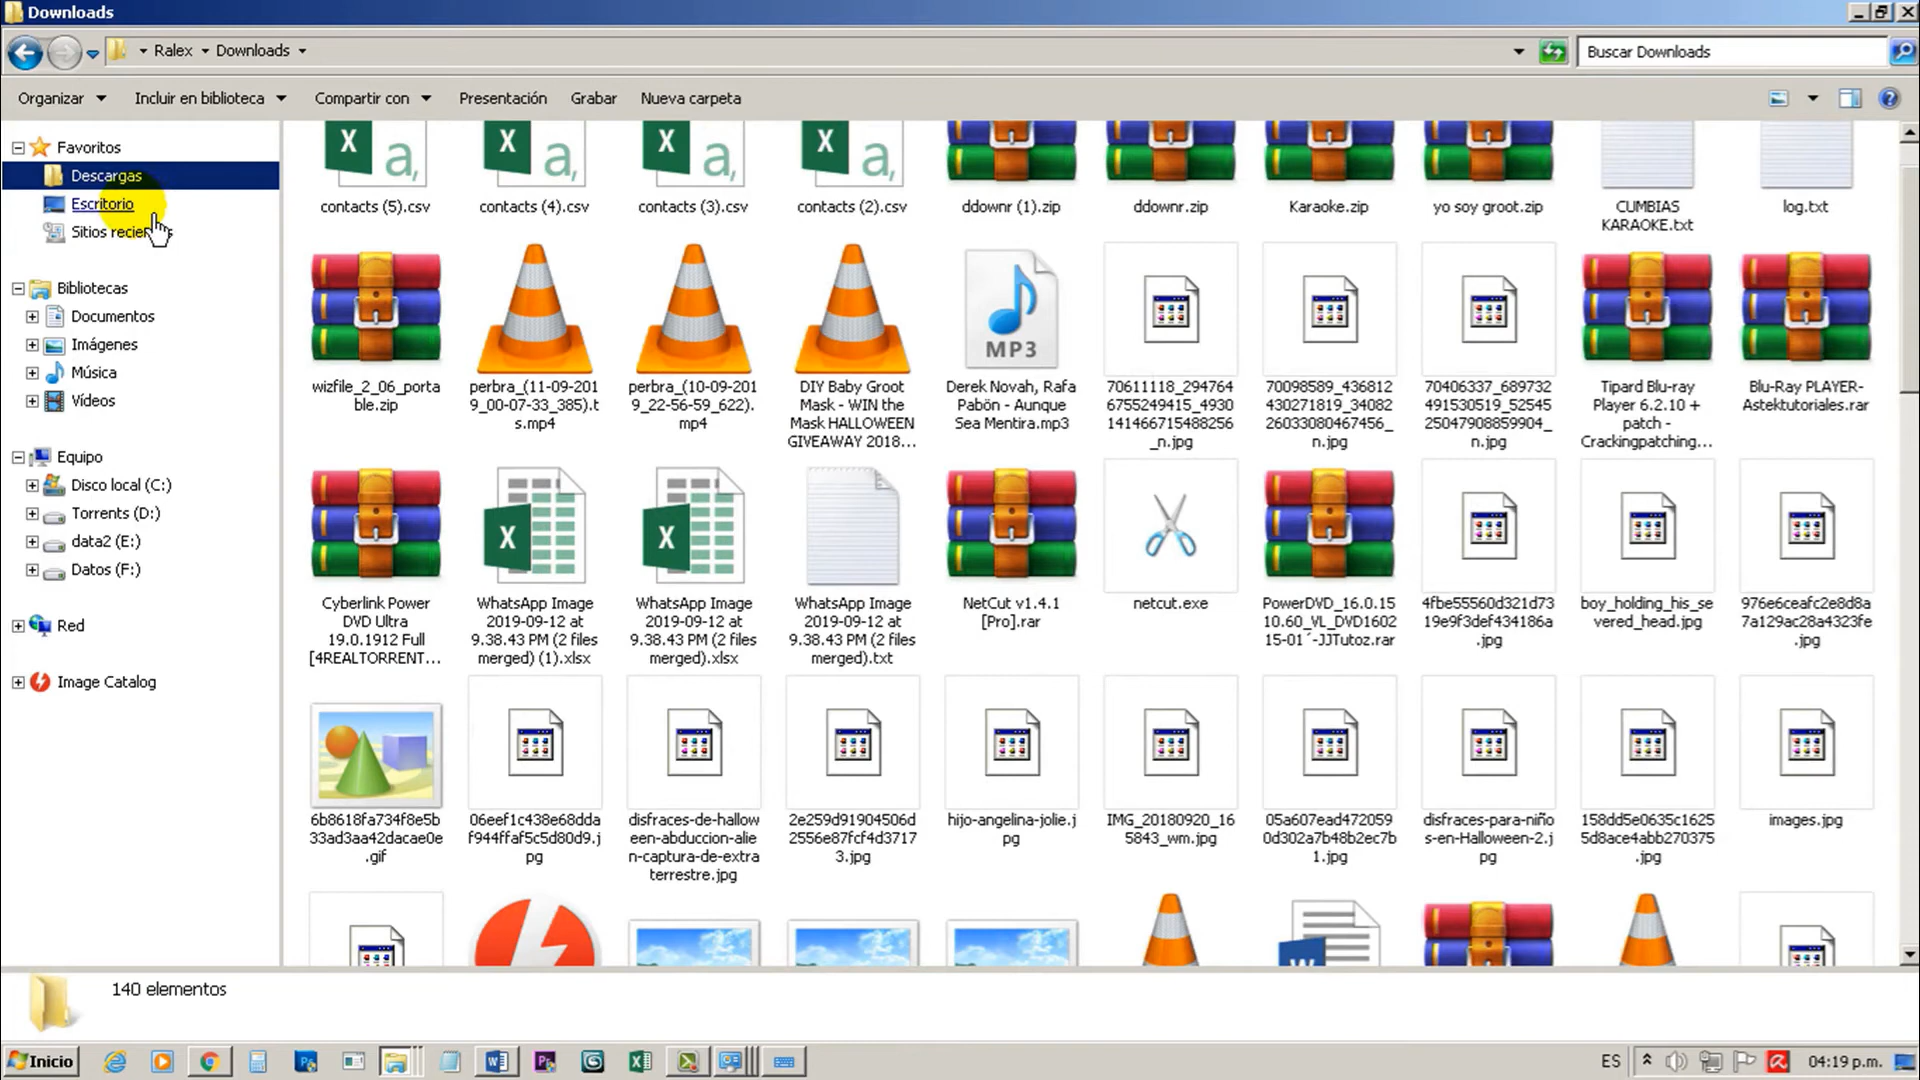 Downloads
Ralex Downloads
Buscar Downloads
Organizar Incluir en biblioteca Compartir con Presentación Grabar Nueva carpeta
Favoritos
Descargas
Escritorio
Sitios recie
Bibliotecas
Documentos
Imágenes
Música
Vídeos
Equipo
Disco local (C:)
Torrents (D:)
data2 (E:)
Datos (F:)
Red
Image Catalog
contacts (5).csv
contacts (4).csv
contacts (3).csv
contacts (2).csv
ddownr (1).zip
ddownr.zip
Karaoke.zip
yo soy groot.zip
CUMBIAS
KARAOKE.txt
log.txt
wizfile_2_06_porta
ble.zip
perbra_(11-09-201
9_00-07-33_385).t
s.mp4
perbra_(10-09-201
9_22-56-59_622).
mp4
DIY Baby Groot
Mask - WIN the
Mask HALLOWEEN
GIVEAWAY 2018...
MP3
Derek Novah, Rafa
Pabön - Aunque
Sea Mentira.mp3
70611118_294764
6755249415_4930
141466715488256
_n.jpg
70098589_436812
430271819_34082
26033080467456_
n.jpg
70406337_689732
491530519_52545
25047908859904_
n.jpg
Tipard Blu-ray
Player 6.2.10 +
patch -
Crackingpatching...
Blu-Ray PLAYER-
Astektutoriales.rar
Cyberlink Power
DVD Ultra
19.0.1912 Full
[4REALTORRENT...
WhatsApp Image
2019-09-12 at
9.38.43 PM (2 files
merged) (1).xlsx
WhatsApp Image
2019-09-12 at
9.38.43 PM (2 files
merged).xlsx
WhatsApp Image
2019-09-12 at
9.38.43 PM (2 files
merged).txt
NetCut v1.4.1
[Pro].rar
netcut.exe
PowerDVD_16.0.15
10.60_VL_DVD1602
15-01´-JJTutoz.rar
4fbe55560d321d73
19e9f3def434186a
.jpg
boy_holding_his_se
vered_head.jpg
976e6ceafc2e8d8a
7a129ac28a4323fe
.jpg
6b8618fa734f8e5b
33ad3aa42dacae0e
.gif
06eef1c438e68dda
f944ffaf5c5d80d9.j
pg
disfraces-de-hallow
een-abduccion-alie
n-captura-de-extra
terrestre.jpg
2e259d91904506d
2556e87fcf4d3717
3.jpg
hijo-angelina-jolie.j
pg
IMG_20180920_16
5843_wm.jpg
05a607ead472059
0d302a7b48b2ec7b
1.jpg
disfraces-para-niño
s-en-Halloween-2.j
pg
158dd5e0635c1625
5d8ace4abb270375
.jpg
images.jpg
140 elementos
Inicio
ES
04:19 p.m.